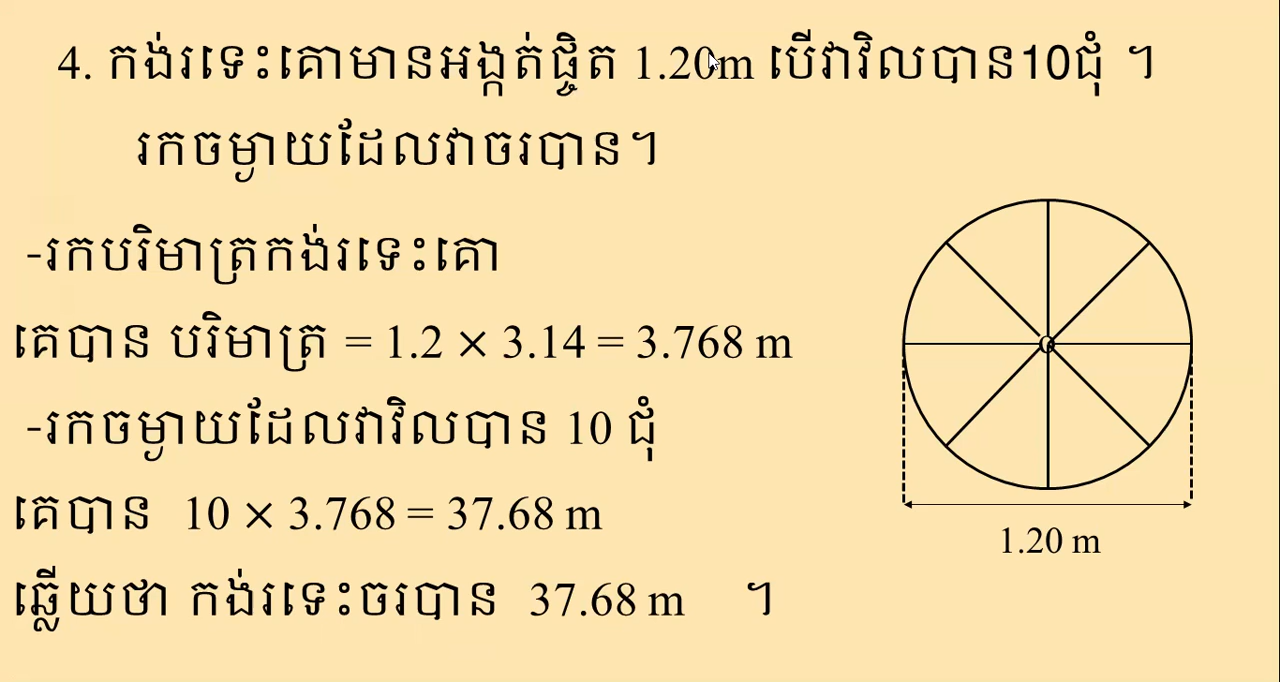 4. កង់រទេះគោមានអង្កត់ផ្ចិត 1.20m បើវាវិលបាន10ជុំ ។
រកចម្ងាយដែលវាចរបាន។
-រកបរិមាត្រកង់រទេះគោ
គេបាន បរិមាត្រ = 1.2 × 3.14 = 3.768 m
-រកចម្ងាយដែលវាវិលបាន 10 ជុំ
គេបាន 10 × 3.768 = 37.68 m
ឆ្លើយថា កង់រទេះចរបាន 37.68 m ។
1.20 m